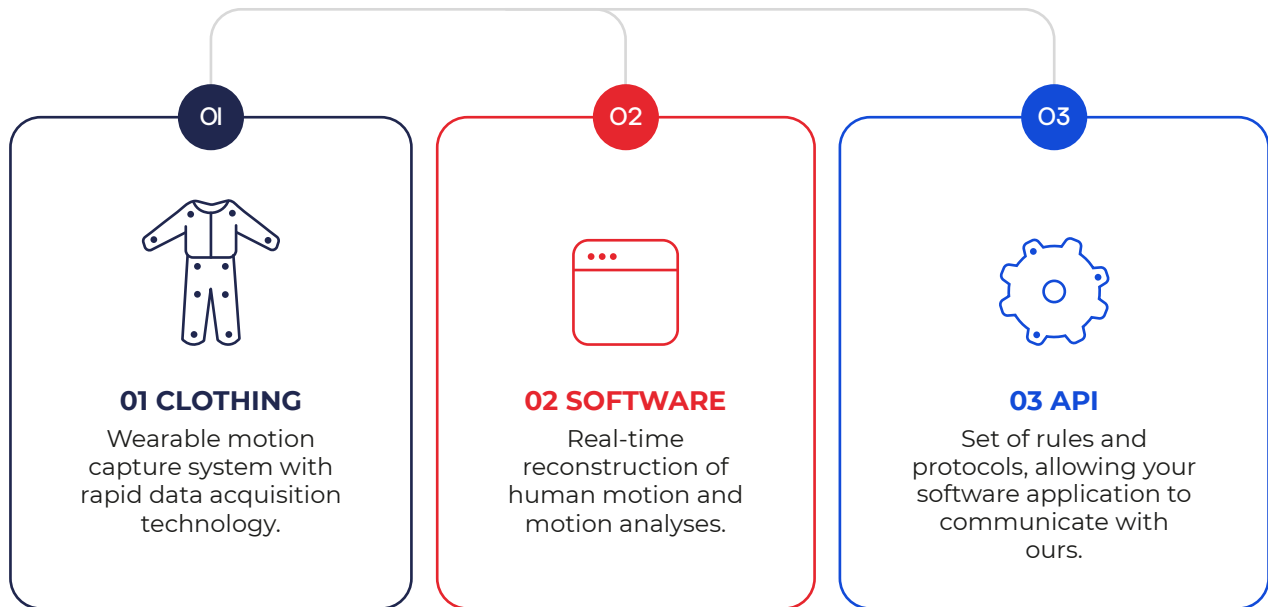 01
02
03
01 CLOTHING
Wearable motion
capture system with
rapid data acquisition
technology.
02 SOFTWARE
Real-time
reconstruction of
human motion and
motion analyses.
03 API
Set of rules and
protocols, allowing your
software application to
communicate with
ours.